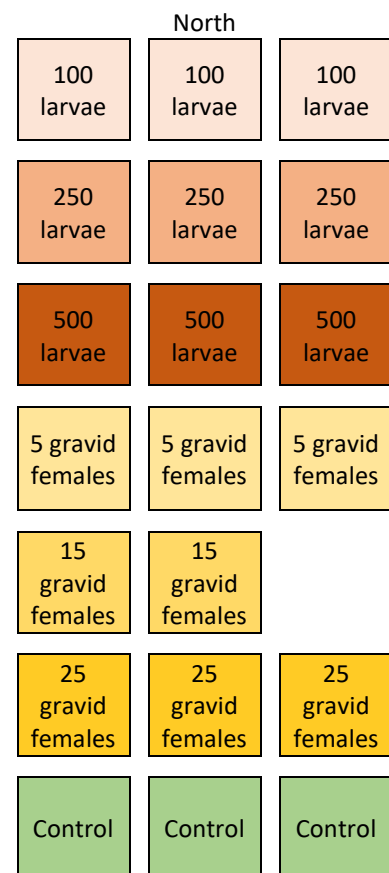 North
100
larvae
100
larvae
100
larvae
250
larvae
250
larvae
250
larvae
500
larvae
500
larvae
500
larvae
5 gravid
females
5 gravid
females
5 gravid
females
15
gravid
females
15
gravid
females
25
gravid
females
25
gravid
females
25
gravid
females
Control
Control
Control